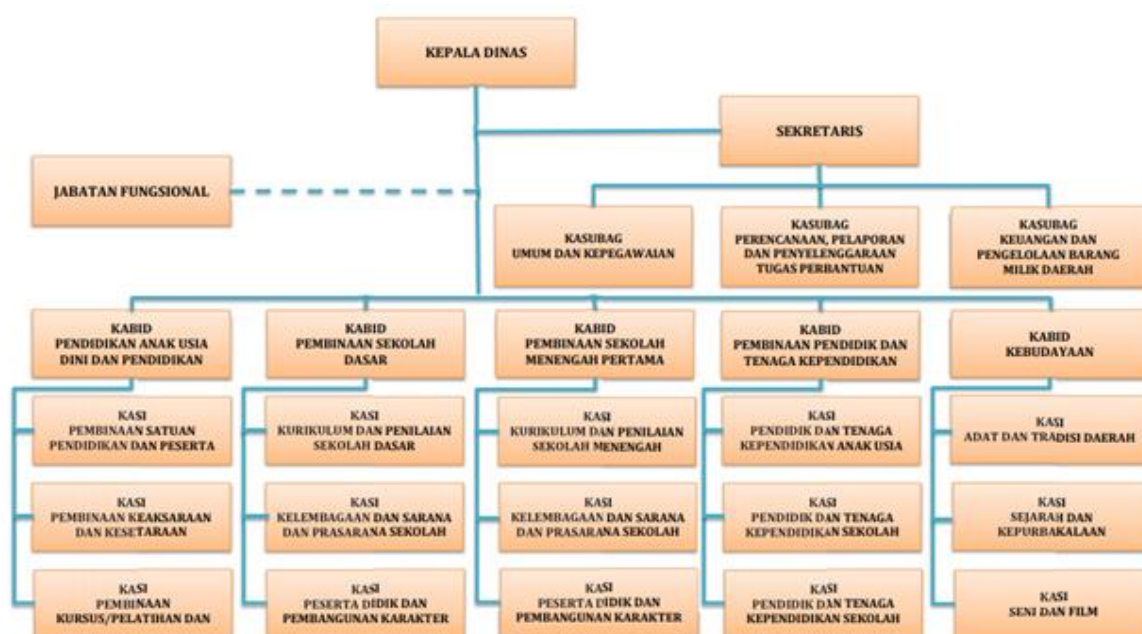 KEPALA DINAS
SEKRETARIS
JABATAN FUNGSIONAL
KASUBAG
UMUM DAN KEPEGAWAIAN
KASUBAG
PERENCANAAN, PELAPORAN
DAN PENYELENGGARAAN
TUGAS PERBANTUAN
KASUBAG
KEUANGAN DAN
PENGELOLAAN BARANG
MILIK DAERAH
KABID
PENDIDIKAN ANAK USIA
DINI DAN PENDIDIKAN
KABID
PEMBINAAN SEKOLAH
DASAR
KABID
PEMBINAAN SEKOLAH
MENENGAH PERTAMA
KABID
PEMBINAAN PENDIDIK DAN
TENAGA KEPENDIDIKAN
KABID
KEBUDAYAAN
KASI
PEMBINAAN SATUAN
PENDIDIKAN DAN PESERTA
KASI
KURIKULUM DAN PENILAIAN
SEKOLAH DASAR
KASI
KURIKULUM DAN PENILAIAN
SEKOLAH MENENGAH
KASI
PENDIDIK DAN TENAGA
KEPENDIDIKAN ANAK USIA
KASI
ADAT DAN TRADISI DAERAH
KASI
PEMBINAAN KEAKSARAAN
DAN KESETARAAN
KASI
KELEMBAGAAN DAN SARANA
DAN PRASARANA SEKOLAH
KASI
KELEMBAGAAN DAN SARANA
DAN PRASARANA SEKOLAH
KASI
PENDIDIK DAN TENAGA
KEPENDIDIKAN SEKOLAH
KASI
SEJARAH DAN
KEPURBAKALAAN
KASI
PEMBINAAN
KURSUS/PELATIHAN DAN
KASI
PESERTA DIDIK DAN
PEMBANGUNAN KARAKTER
KASI
PESERTA DIDIK DAN
PEMBANGUNAN KARAKTER
KASI
PENDIDIK DAN TENAGA
KEPENDIDIKAN SEKOLAH
KASI
SENI DAN FILM